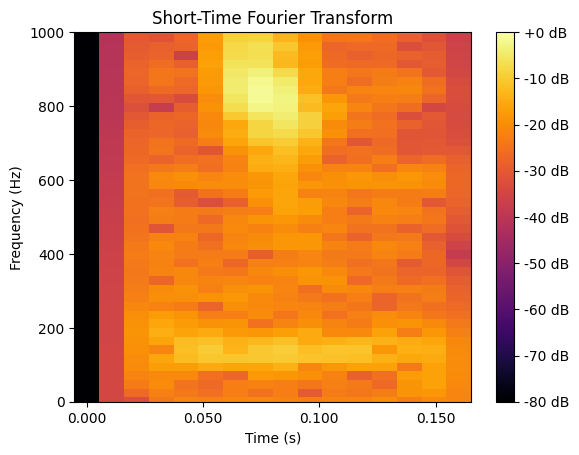 Short-Time Fourier Transform
Frequency (Hz)
1000
800
600
400
200
0
0.000
0.050
0.100
0.150
Time (s)
+0 dB
-10 dB
-20 dB
-30 dB
-40 dB
-50 dB
-60 dB
-70 dB
-80 dB